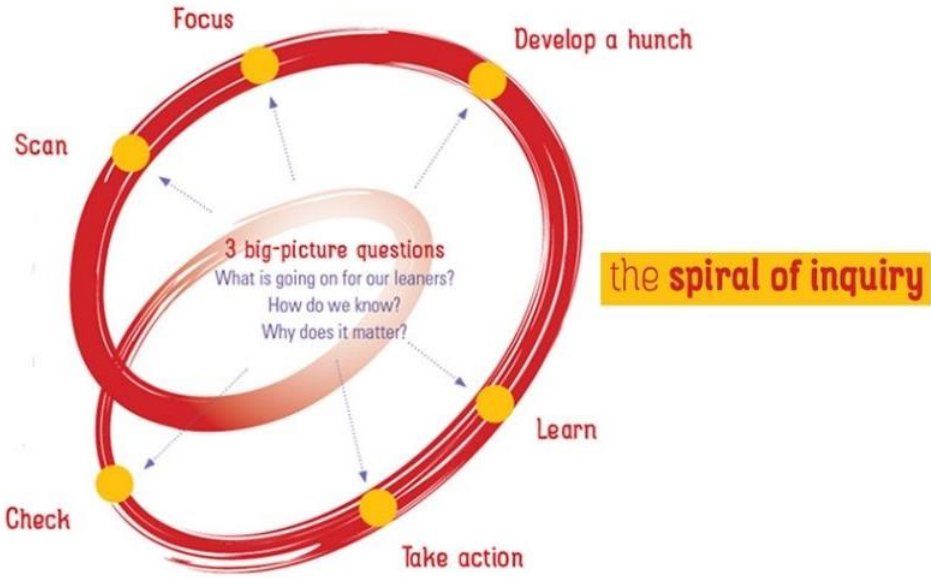 Focus
Develop a hunch
Scan
3 big-picture questions
What is going on for our leaners?
How do we know?
Why does it matter?
the spiral of inquiry
Learn
Check
Take action